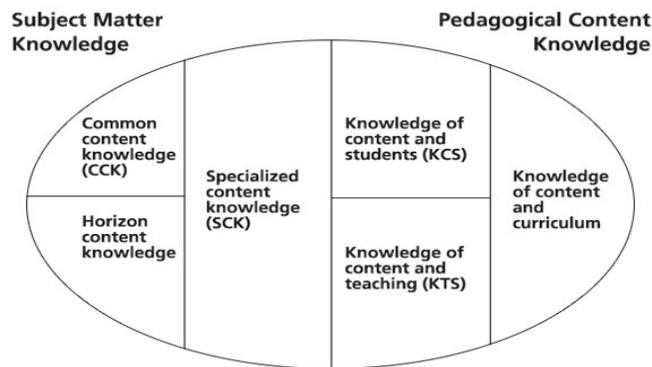 Subject Matter
Knowledge
Pedagogical Content
Knowledge
Common
content
knowledge
(CCK)
Horizon
content
knowledge
Specialized
content
knowledge
(SCK)
Knowledge of
content and
students (KCS)
Knowledge of
content and
teaching (KTS)
Knowledge
of content
and
curriculum